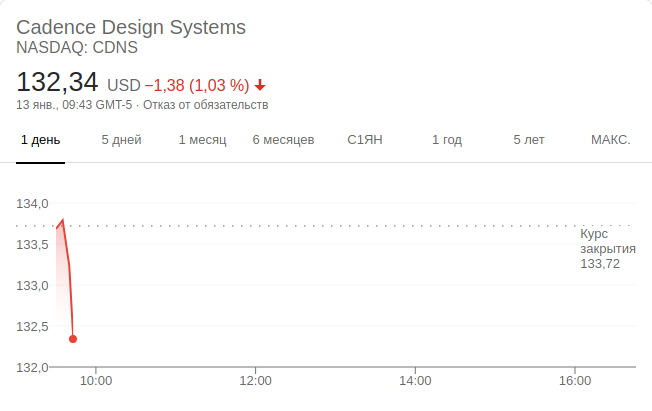 Cadence Design Systems
NASDAQ: CDNS
132,34 USD −1,38 (1,03 %)
13 янв., 09:43 GMT-5 · Отказ от обязательств
1 день 5 дней 1 месяц 6 месяцев С1ЯН 1 год 5 лет МАКС.
134,0
133,5
133,0
132,5
132,0
Курс
закрытия
133,72
10:00 12:00 14:00 16:00